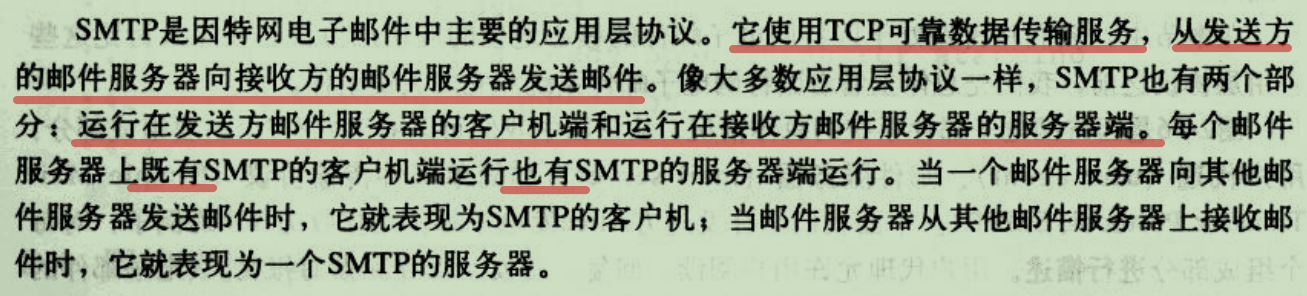 SMTP是因特网电子邮件中主要的应用层协议。它使用TCP可靠数据传输服务，从发送方
的邮件服务器向接收方的邮件服务器发送邮件。像大多数应用层协议一样，SMTP也有两个部
分：运行在发送方邮件服务器的客户机端和运行在接收方邮件服务器的服务器端。每个邮件
服务器上既有SMTP的客户机端运行也有SMTP的服务器端运行。当一个邮件服务器向其他邮
件服务器发送邮件时，它就表现为SMTP的客户机；当邮件服务器从其他邮件服务器上接收邮
件时，它就表现为一个SMTP的服务器。